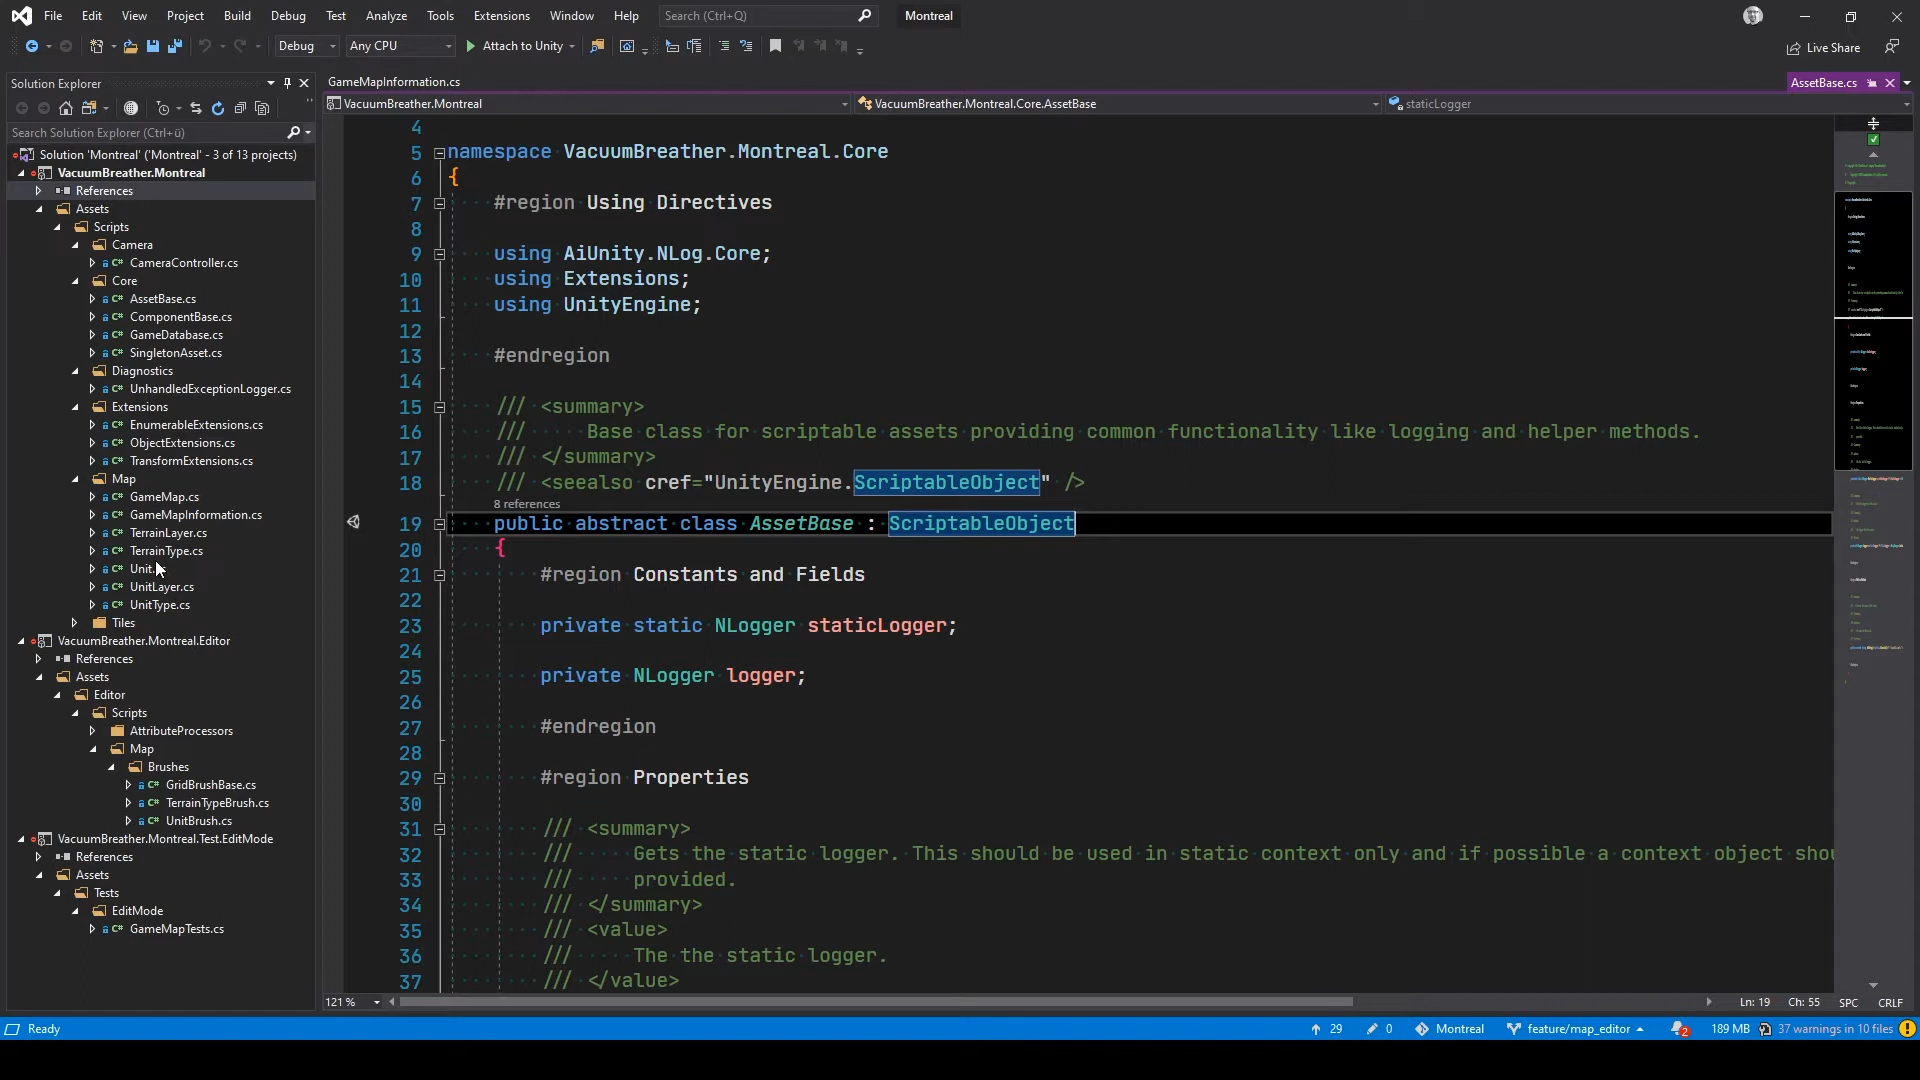 File Edit View Project Build Debug Test Analyze Tools Extensions Window Help Search (Ctrl+Q) Montreal
Debug Any CPU Attach to Unity Live Share
Solution Explorer
Search Solution Explorer (Ctrl+ü)
Solution 'Montreal' ('Montreal' - 3 of 13 projects)
VacuumBreather.Montreal
References
Assets
Scripts
Camera
C# CameraController.cs
Core
C# AssetBase.cs
C# ComponentBase.cs
C# GameDatabase.cs
C# SingletonAsset.cs
Diagnostics
C# UnhandledExceptionLogger.cs
Extensions
C# EnumerableExtensions.cs
C# ObjectExtensions.cs
C# TransformExtensions.cs
Map
C# GameMap.cs
C# GameMapInformation.cs
C# TerrainLayer.cs
C# TerrainType.cs
C# Unit.
C# UnitLayer.cs
C# UnitType.cs
Tiles
VacuumBreather.Montreal.Editor
References
Assets
Editor
Scripts
AttributeProcessors
Map
Brushes
C# GridBrushBase.cs
C# TerrainTypeBrush.cs
C# UnitBrush.cs
VacuumBreather.Montreal.Test.EditMode
References
Assets
Tests
EditMode
C# GameMapTests.cs
GameMapInformation.cs AssetBase.cs
VacuumBreather.Montreal VacuumBreather.Montreal.Core.AssetBase staticLogger
4
5 namespace VacuumBreather.Montreal.Core
6 {
7 #region Using Directives
8
9 using AiUnity.NLog.Core;
10 using Extensions;
11 using UnityEngine;
12
13 #endregion
14
15 /// <summary>
16 /// Base class for scriptable assets providing common functionality like logging and helper methods.
17 /// </summary>
18 /// <seealso cref="UnityEngine.ScriptableObject" />
8 references
19 public abstract class AssetBase : ScriptableObject
20 {
21 #region Constants and Fields
22
23 private static NLogger staticLogger;
24
25 private NLogger logger;
26
27 #endregion
28
29 #region Properties
30
31 /// <summary>
32 /// Gets the static logger. This should be used in static context only and if possible a context object shou
33 /// provided.
34 /// </summary>
35 /// <value>
36 /// The the static logger.
37 /// </value>
121 % Ln: 19 Ch: 55 SPC CRLF
Ready 29 0 Montreal feature/map_editor 2 189 MB 37 warnings in 10 files